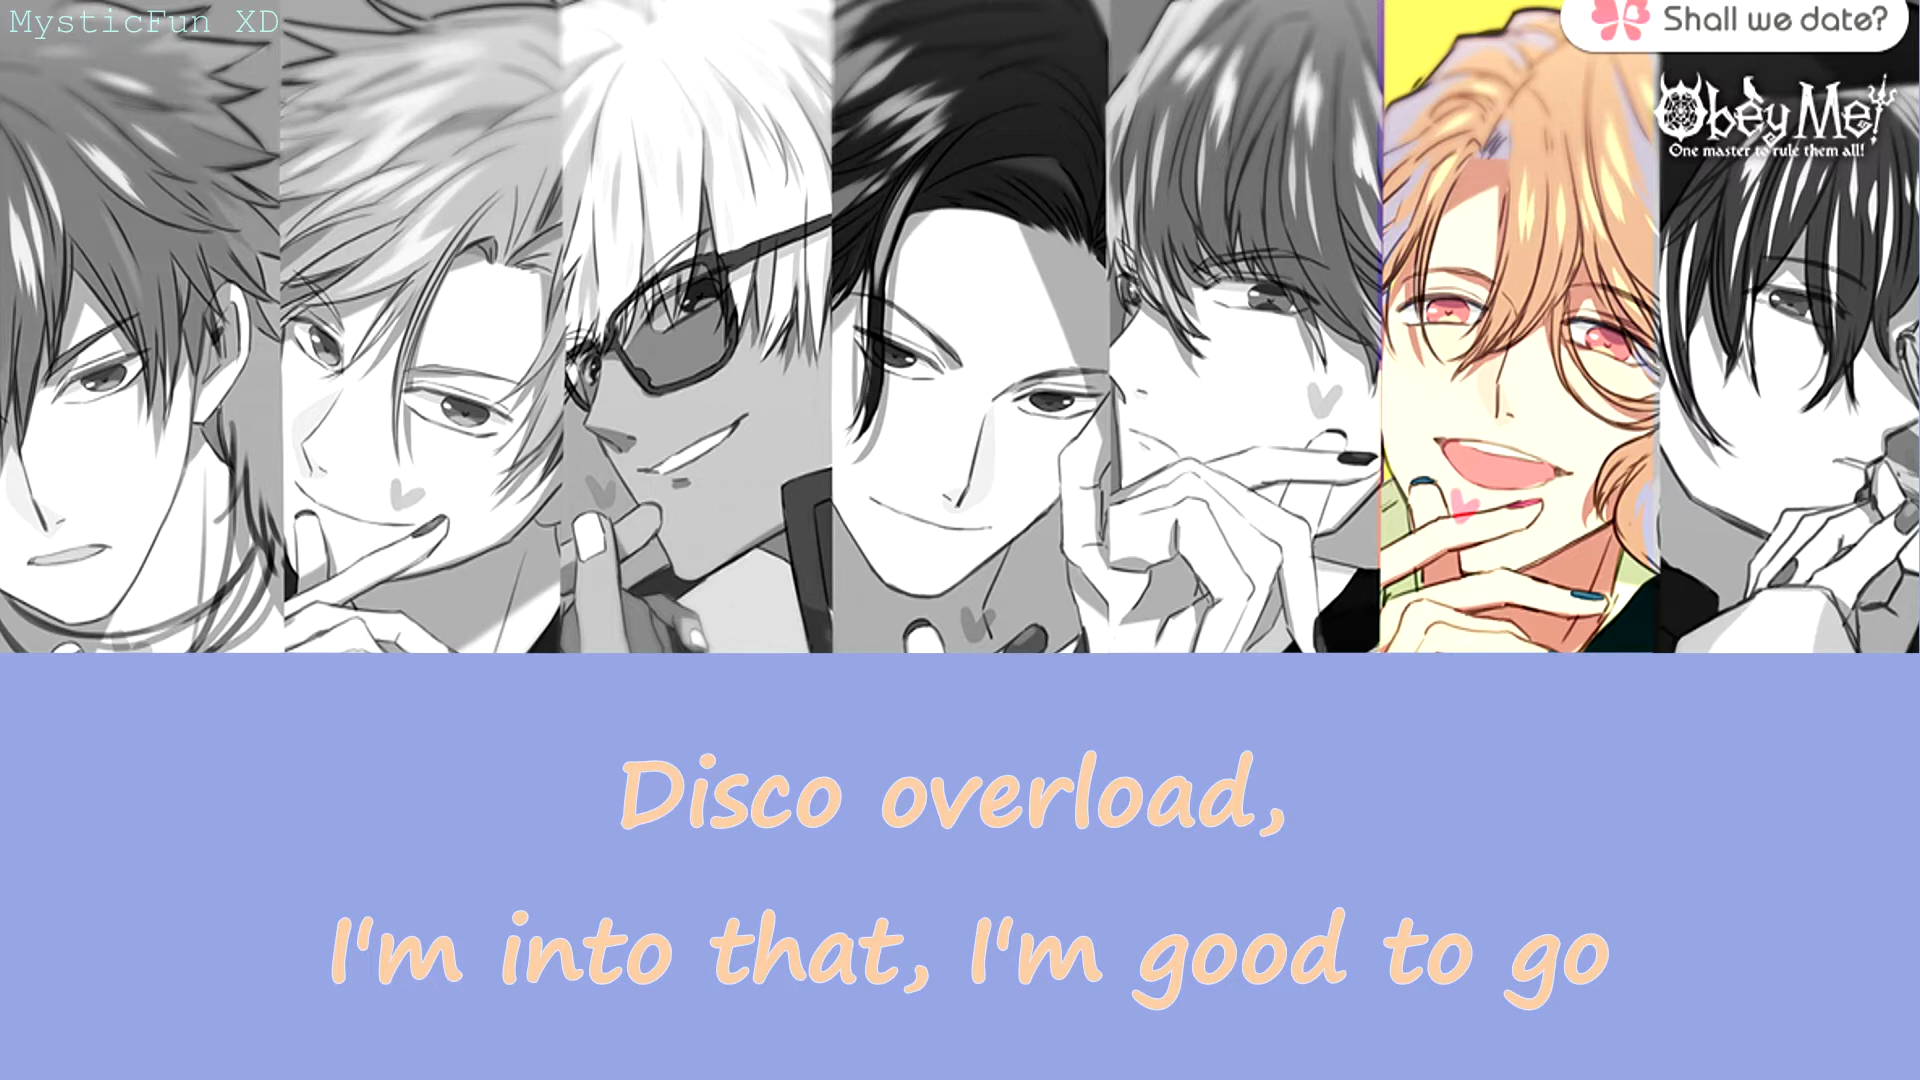 MysticFun XD
Shall we date?
Obey Me!
One master to rule them all!
Disco overload,
I'm into that, I'm good to go